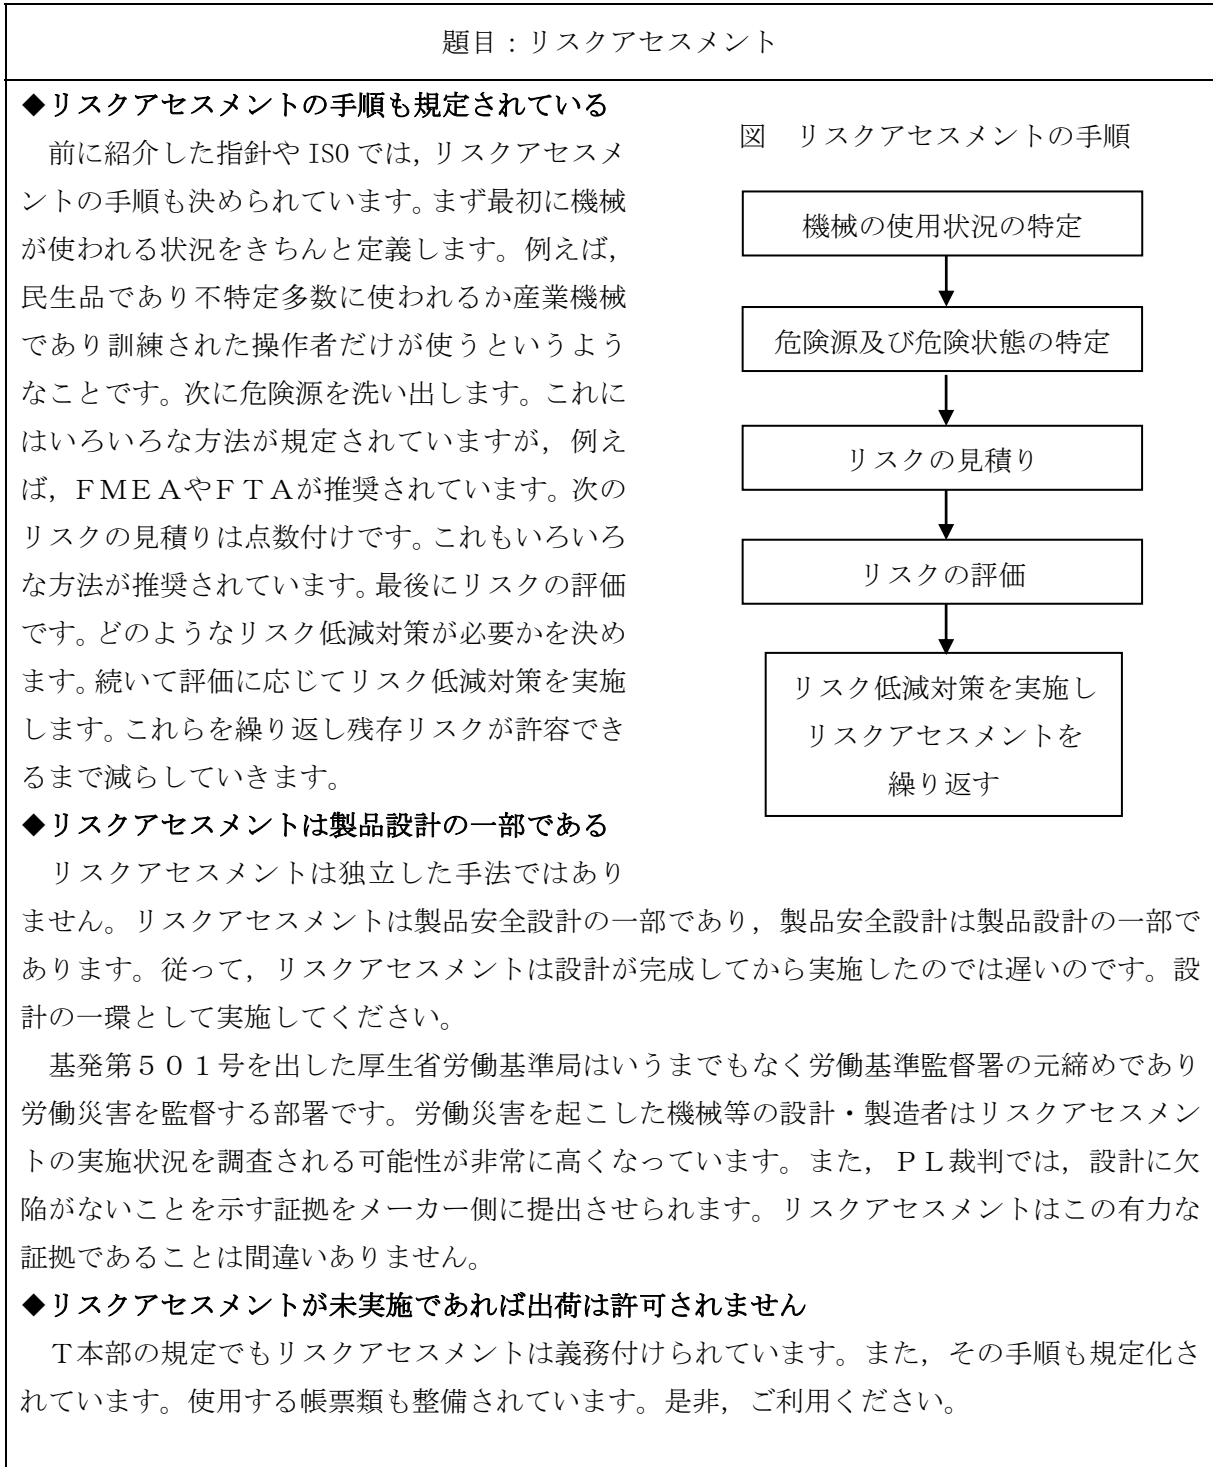 題目：リスクアセスメント
◆リスクアセスメントの手順も規定されている
前に紹介した指針や ISO では，リスクアセスメ
ントの手順も決められています。まず最初に機械
が使われる状況をきちんと定義します。例えば，
民生品であり不特定多数に使われるか産業機械
であり訓練された操作者だけが使うというよう
なことです。次に危険源を洗い出します。これに
はいろいろな方法が規定されていますが，例え
ば，ＦＭＥＡやＦＴＡが推奨されています。次の
リスクの見積りは点数付けです。これもいろいろ
な方法が推奨されています。最後にリスクの評価
です。どのようなリスク低減対策が必要かを決め
ます。続いて評価に応じてリスク低減対策を実施
します。これらを繰り返し残存リスクが許容でき
るまで減らしていきます。
図　リスクアセスメントの手順
機械の使用状況の特定
危険源及び危険状態の特定
リスクの見積り
リスクの評価
リスク低減対策を実施し
リスクアセスメントを
繰り返す
◆リスクアセスメントは製品設計の一部である
リスクアセスメントは独立した手法ではあり
ません。リスクアセスメントは製品安全設計の一部であり，製品安全設計は製品設計の一部で
あります。従って，リスクアセスメントは設計が完成してから実施したのでは遅いのです。設
計の一環として実施してください。
基発第５０１号を出した厚生省労働基準局はいうまでもなく労働基準監督署の元締めであり
労働災害を監督する部署です。労働災害を起こした機械等の設計・製造者はリスクアセスメン
トの実施状況を調査される可能性が非常に高くなっています。また，ＰＬ裁判では，設計に欠
陥がないことを示す証拠をメーカー側に提出させられます。リスクアセスメントはこの有力な
証拠であることは間違いありません。
◆リスクアセスメントが未実施であれば出荷は許可されません
Ｔ本部の規定でもリスクアセスメントは義務付けられています。また，その手順も規定化さ
れています。使用する帳票類も整備されています。是非，ご利用ください。